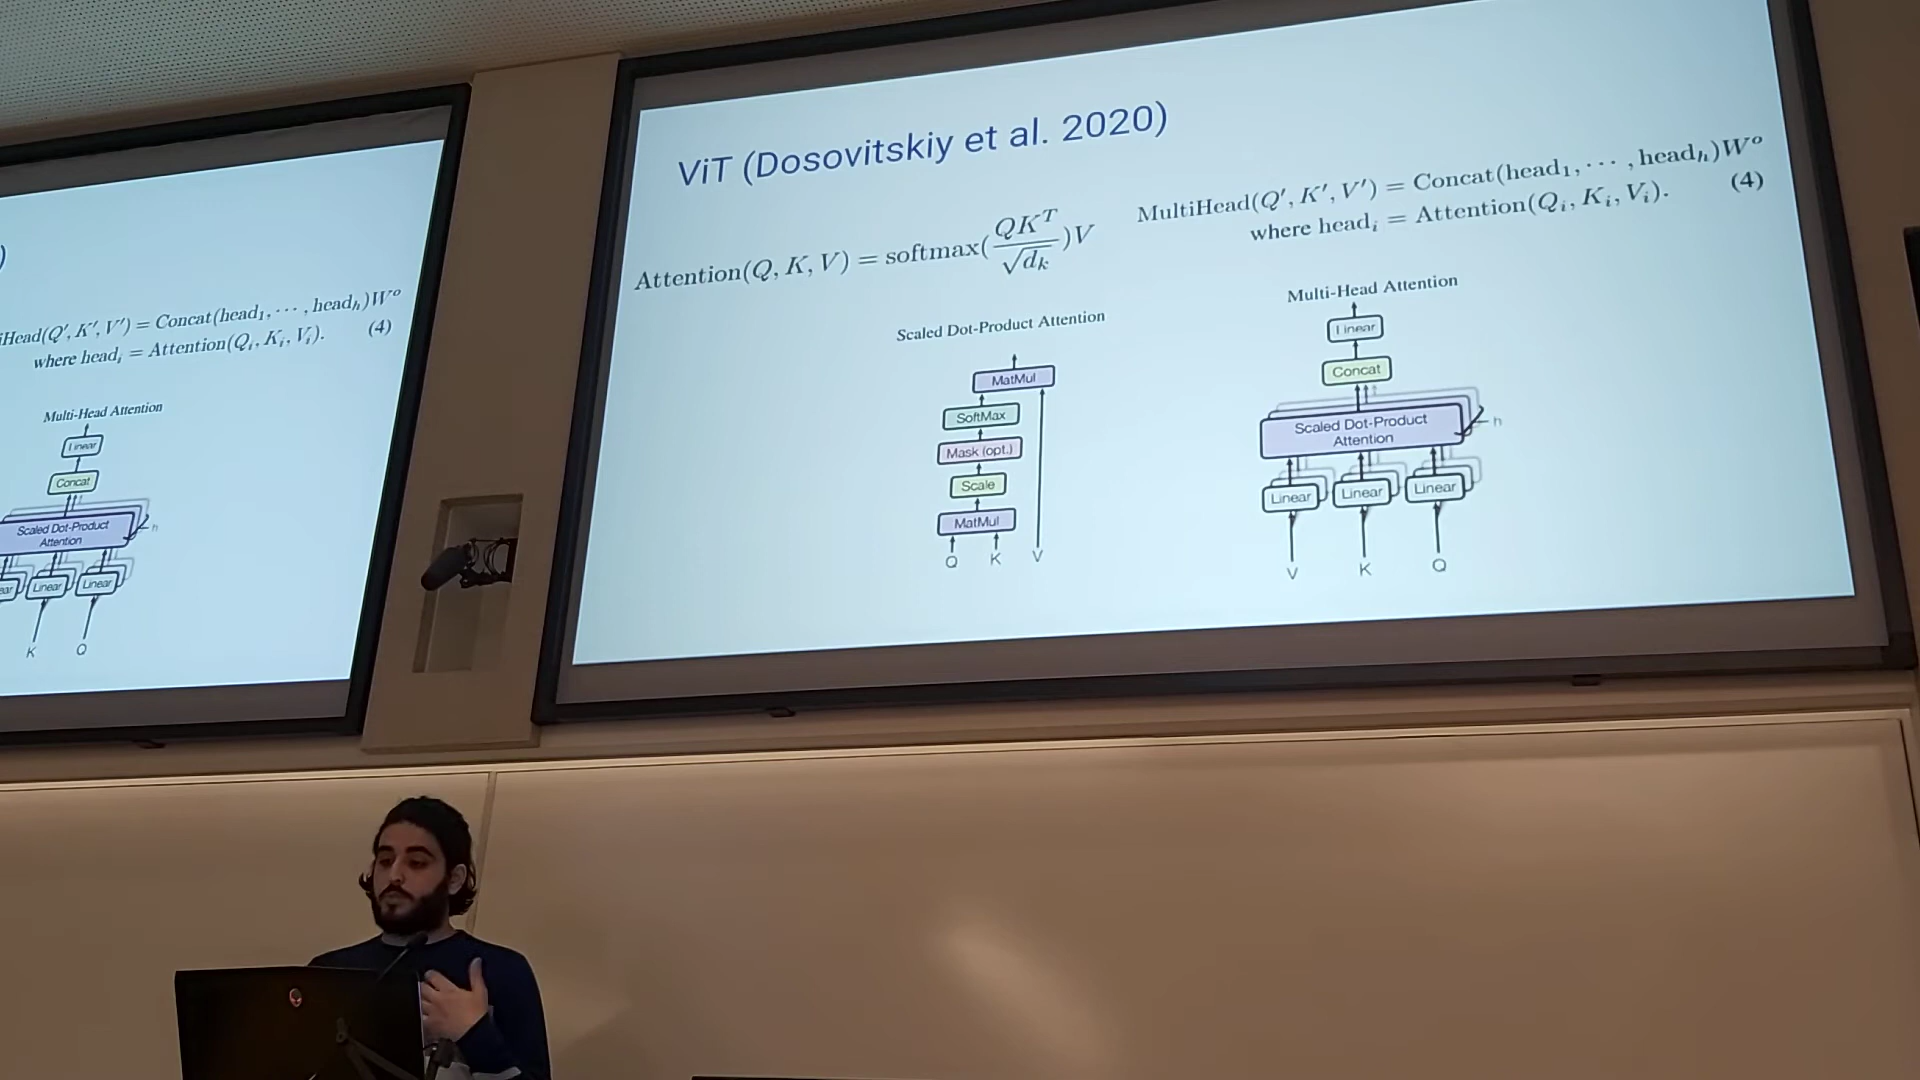 ViT (Dosovitskiy et al. 2020)
Attention(Q, K, V) = softmax(QK^T / √d_k)V
MultiHead(Q′, K′, V′) = Concat(head₁, ⋯ , head_h)W^o
where head_i = Attention(Q_i, K_i, V_i). (4)
Scaled Dot-Product Attention
MatMul
SoftMax
Mask (opt.)
Scale
MatMul
Q K V
Multi-Head Attention
Linear
Concat
Scaled Dot-Product
Attention
h
Linear Linear Linear
V K Q
)
Head(Q′, K′, V′) = Concat(head₁, ⋯ , head_h)W^o
where head_i = Attention(Q_i, K_i, V_i). (4)
Multi-Head Attention
Linear
Concat
Scaled Dot-Product
Attention
h
ear Linear Linear
K Q